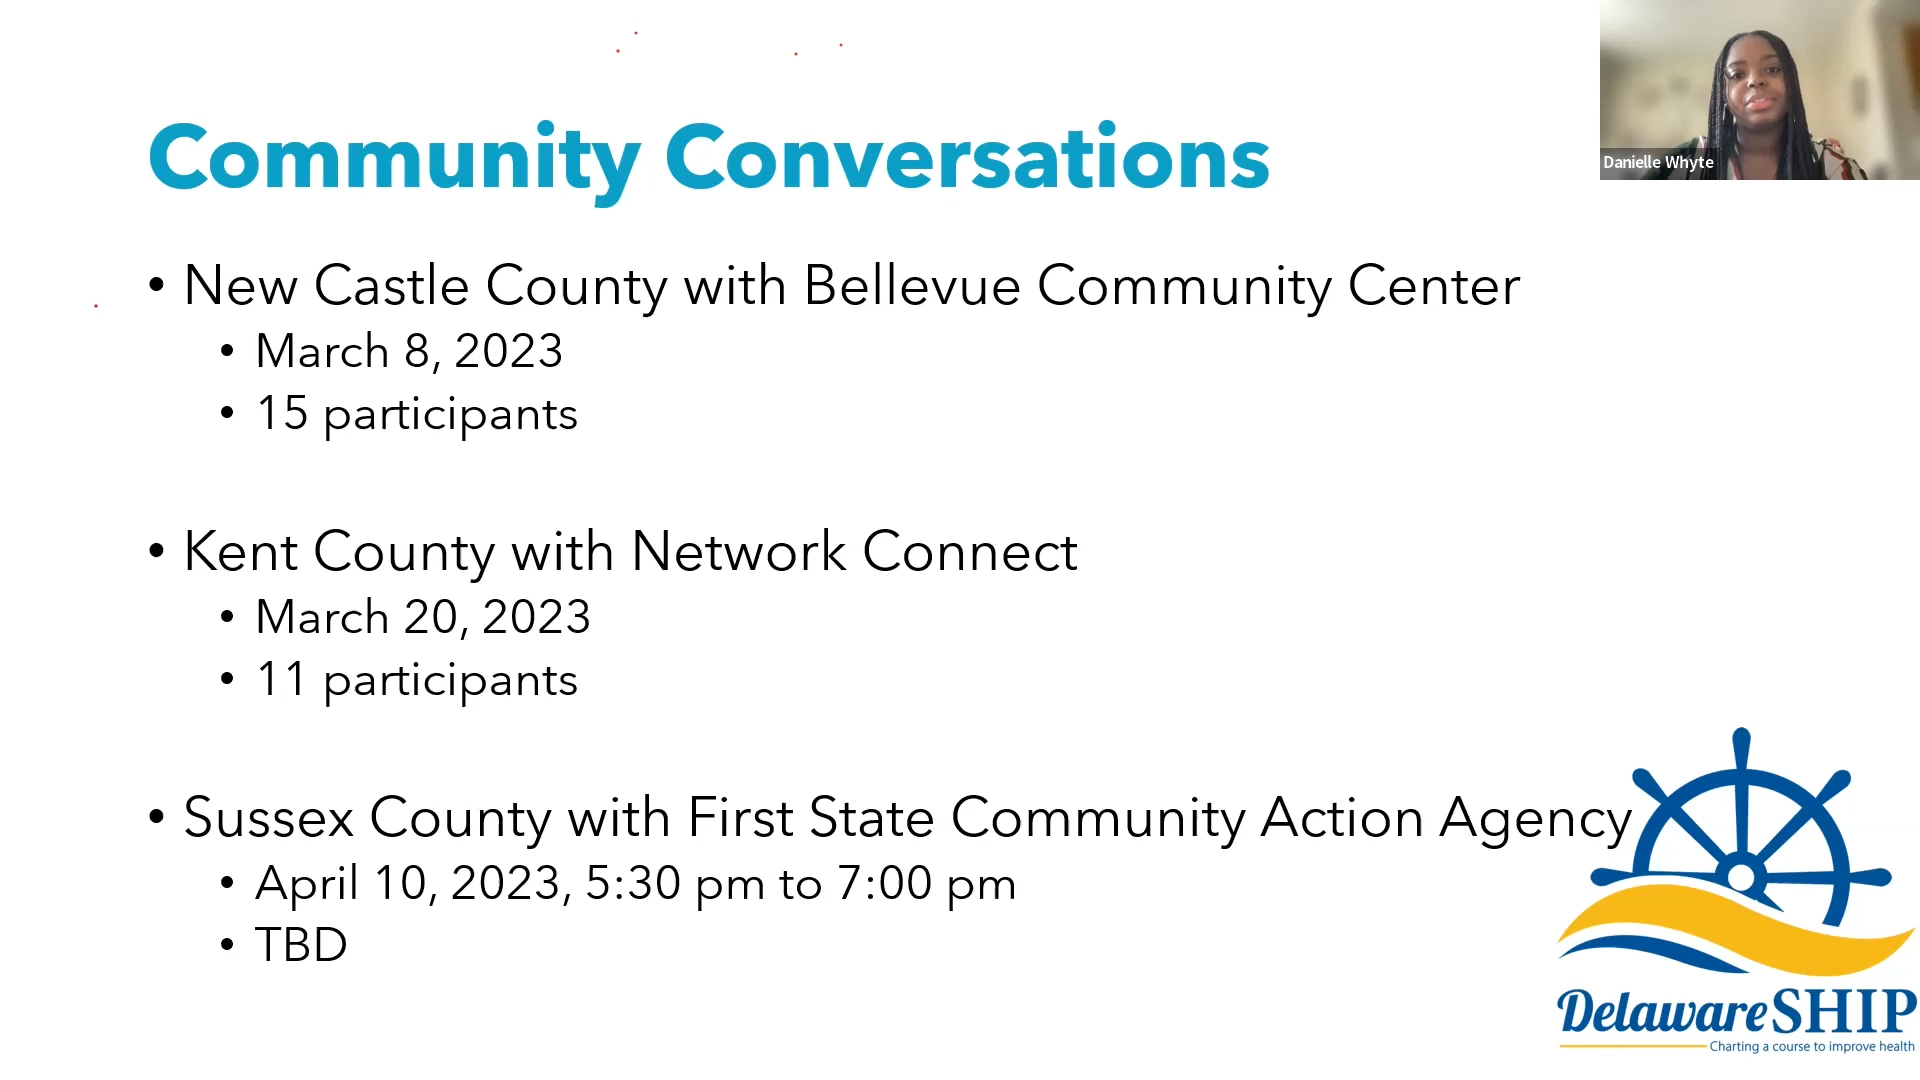 Community Conversations
Danielle Whyte
• New Castle County with Bellevue Community Center
• March 8, 2023
• 15 participants
• Kent County with Network Connect
• March 20, 2023
• 11 participants
• Sussex County with First State Community Action Agency
• April 10, 2023, 5:30 pm to 7:00 pm
• TBD
Delaware SHIP
Charting a course to improve health